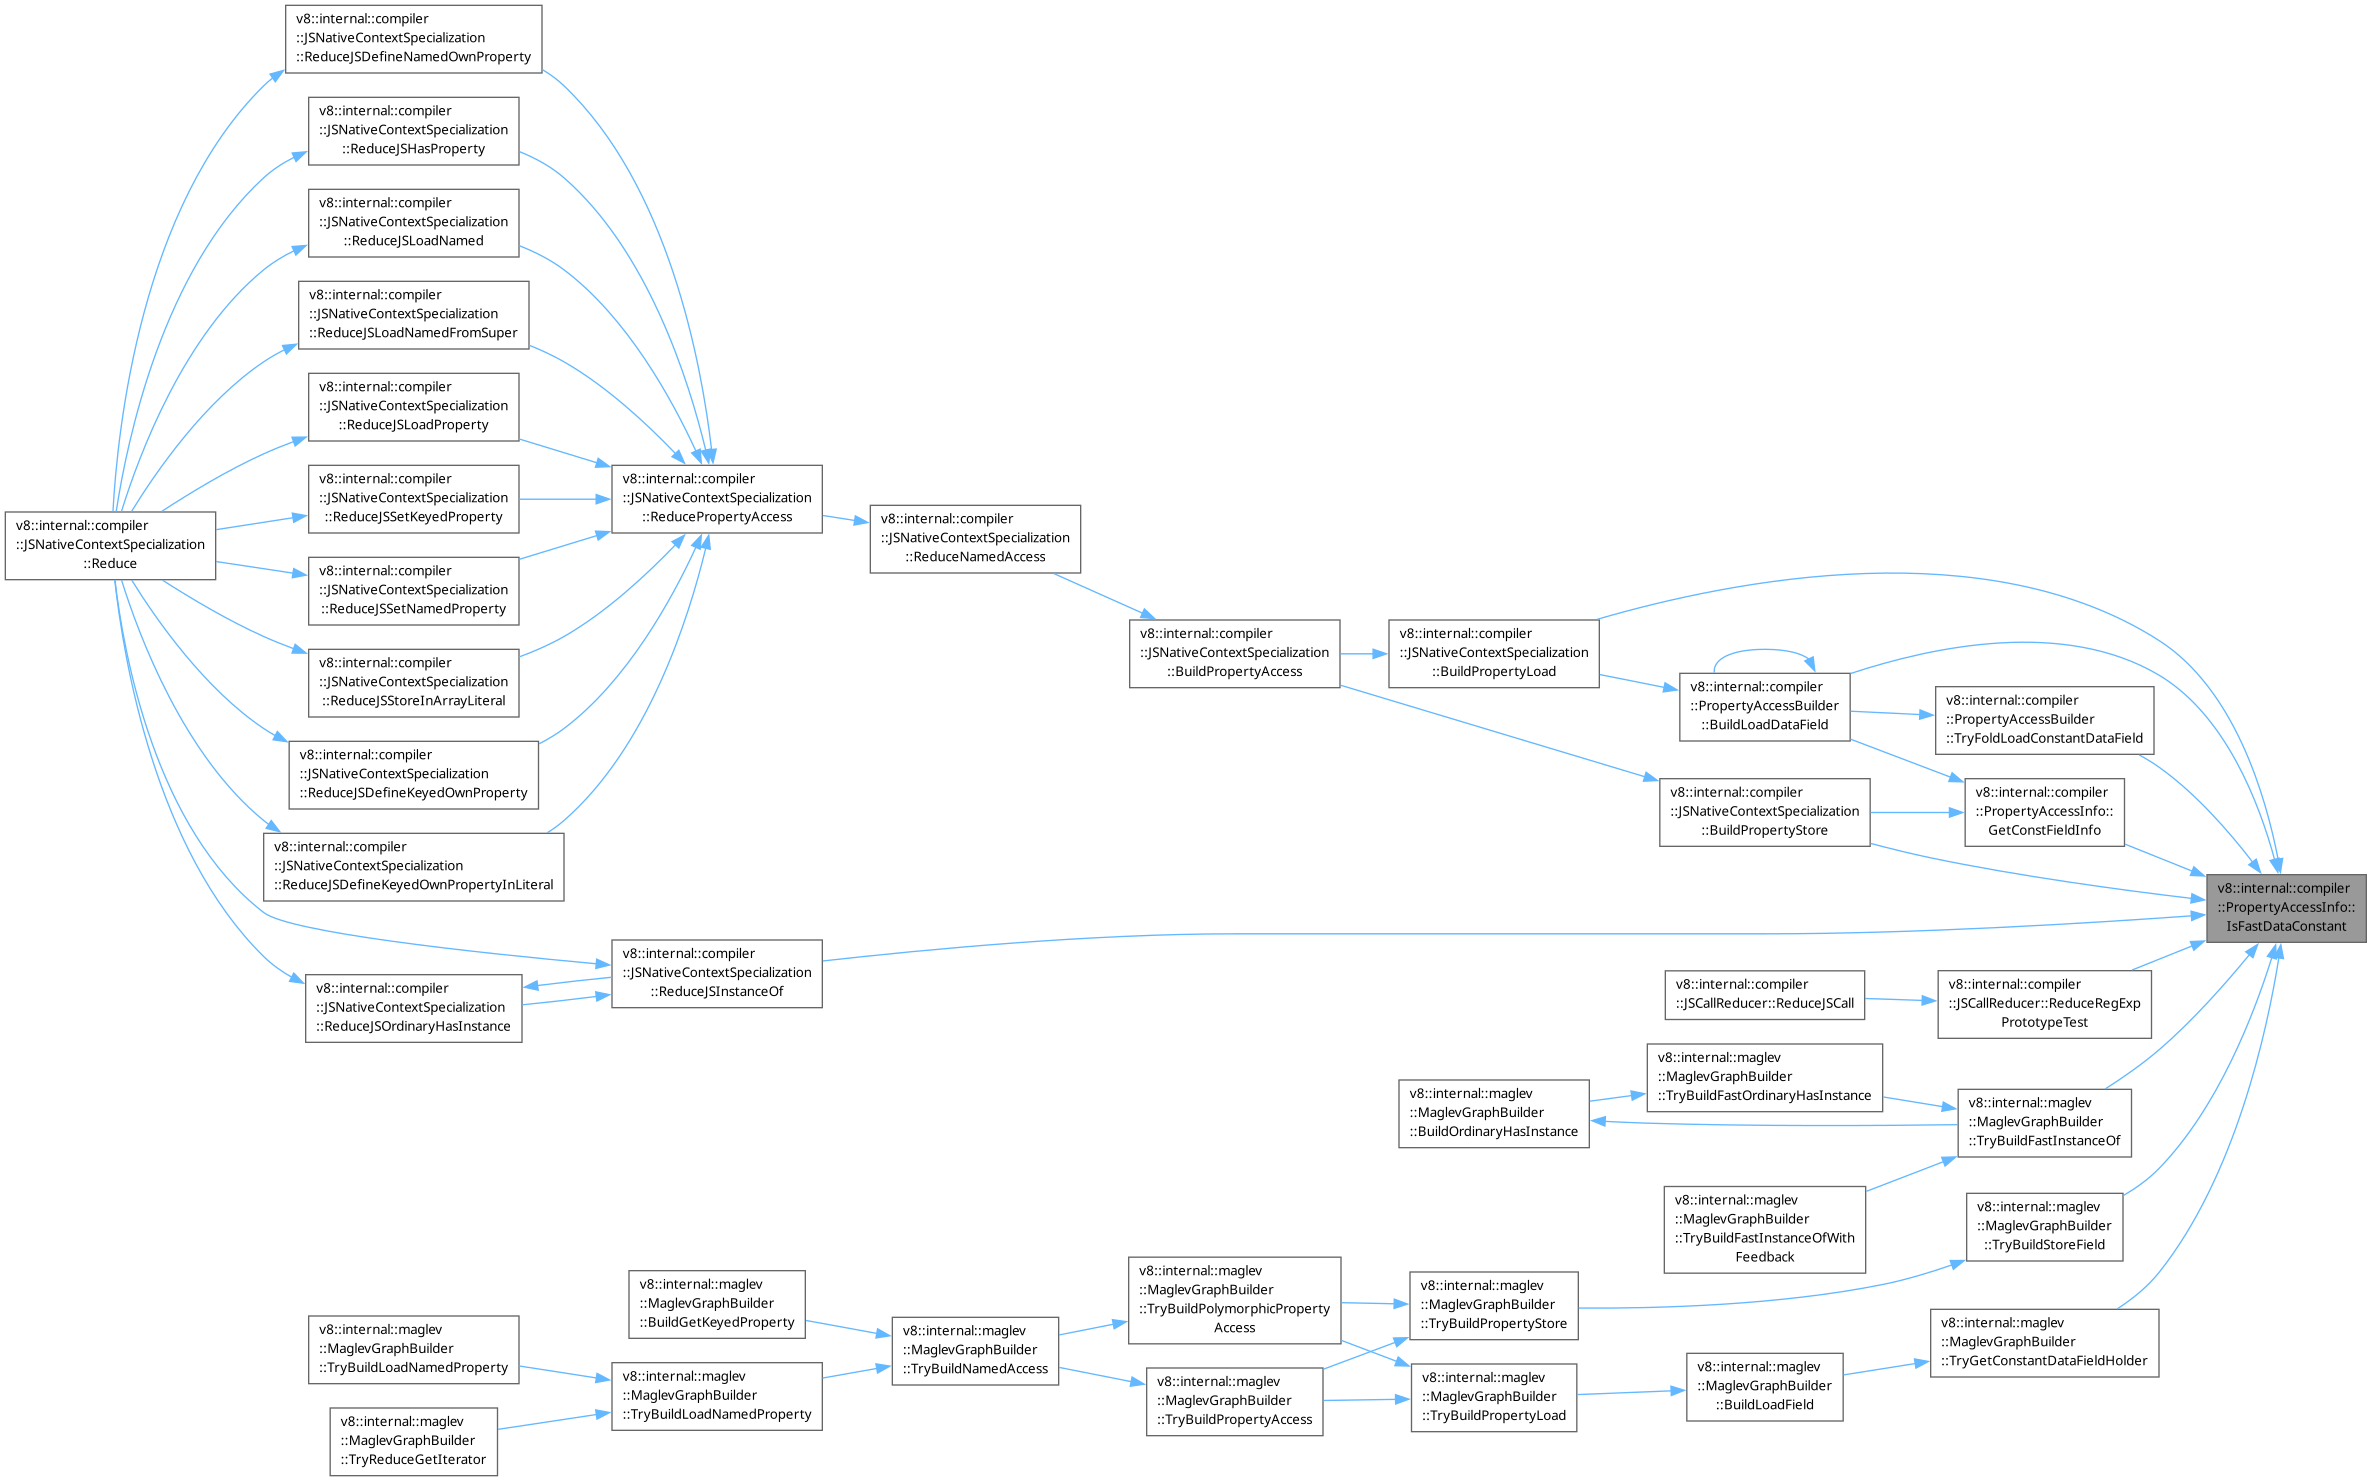 v8::internal::compiler
::JSNativeContextSpecialization
::ReduceJSDefineNamedOwnProperty
v8::internal::compiler
::JSNativeContextSpecialization
::ReduceJSHasProperty
v8::internal::compiler
::JSNativeContextSpecialization
::ReduceJSLoadNamed
v8::internal::compiler
::JSNativeContextSpecialization
::ReduceJSLoadNamedFromSuper
v8::internal::compiler
::JSNativeContextSpecialization
::ReduceJSLoadProperty
v8::internal::compiler
::JSNativeContextSpecialization
::ReduceJSSetKeyedProperty
v8::internal::compiler
::JSNativeContextSpecialization
::Reduce
v8::internal::compiler
::JSNativeContextSpecialization
::ReduceJSSetNamedProperty
v8::internal::compiler
::JSNativeContextSpecialization
::ReduceJSStoreInArrayLiteral
v8::internal::compiler
::JSNativeContextSpecialization
::ReduceJSDefineKeyedOwnProperty
v8::internal::compiler
::JSNativeContextSpecialization
::ReduceJSDefineKeyedOwnPropertyInLiteral
v8::internal::compiler
::JSNativeContextSpecialization
::ReduceJSOrdinaryHasInstance
v8::internal::compiler
::JSNativeContextSpecialization
::ReducePropertyAccess
v8::internal::compiler
::JSNativeContextSpecialization
::ReduceJSInstanceOf
v8::internal::compiler
::JSNativeContextSpecialization
::ReduceNamedAccess
v8::internal::compiler
::JSNativeContextSpecialization
::BuildPropertyAccess
v8::internal::compiler
::JSNativeContextSpecialization
::BuildPropertyLoad
v8::internal::compiler
::PropertyAccessBuilder
::BuildLoadDataField
v8::internal::compiler
::PropertyAccessBuilder
::TryFoldLoadConstantDataField
v8::internal::compiler
::JSNativeContextSpecialization
::BuildPropertyStore
v8::internal::compiler
::PropertyAccessInfo::
GetConstFieldInfo
v8::internal::compiler
::PropertyAccessInfo::
IsFastDataConstant
v8::internal::compiler
::JSCallReducer::ReduceJSCall
v8::internal::compiler
::JSCallReducer::ReduceRegExp
PrototypeTest
v8::internal::maglev
::MaglevGraphBuilder
::BuildOrdinaryHasInstance
v8::internal::maglev
::MaglevGraphBuilder
::TryBuildFastOrdinaryHasInstance
v8::internal::maglev
::MaglevGraphBuilder
::TryBuildFastInstanceOf
v8::internal::maglev
::MaglevGraphBuilder
::TryBuildFastInstanceOfWith
Feedback
v8::internal::maglev
::MaglevGraphBuilder
::TryBuildStoreField
v8::internal::maglev
::MaglevGraphBuilder
::TryBuildLoadNamedProperty
v8::internal::maglev
::MaglevGraphBuilder
::TryReduceGetIterator
v8::internal::maglev
::MaglevGraphBuilder
::BuildGetKeyedProperty
v8::internal::maglev
::MaglevGraphBuilder
::TryBuildLoadNamedProperty
v8::internal::maglev
::MaglevGraphBuilder
::TryBuildNamedAccess
v8::internal::maglev
::MaglevGraphBuilder
::TryBuildPolymorphicProperty
Access
v8::internal::maglev
::MaglevGraphBuilder
::TryBuildPropertyAccess
v8::internal::maglev
::MaglevGraphBuilder
::TryBuildPropertyStore
v8::internal::maglev
::MaglevGraphBuilder
::TryBuildPropertyLoad
v8::internal::maglev
::MaglevGraphBuilder
::BuildLoadField
v8::internal::maglev
::MaglevGraphBuilder
::TryGetConstantDataFieldHolder